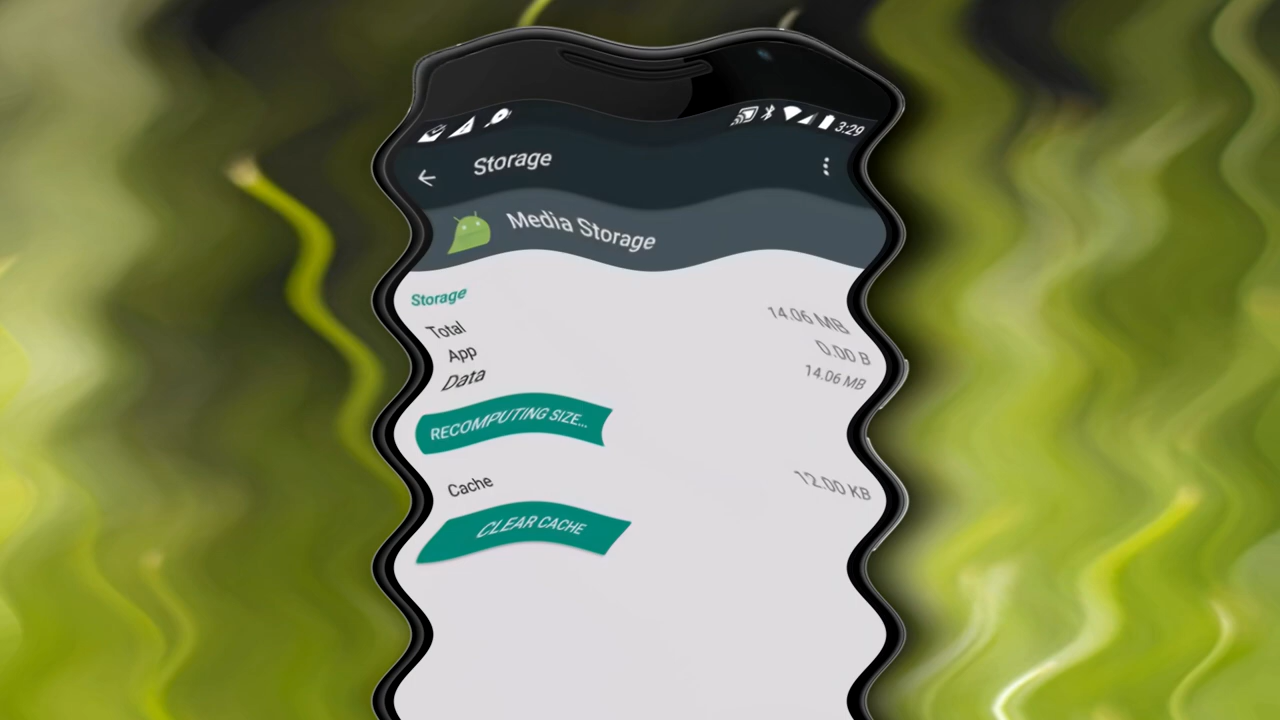 3:29
Storage
Media Storage
Storage
Total 14.06 MB
App 0.00 B
Data 14.06 MB
RECOMPUTING SIZE...
Cache 12.00 KB
CLEAR CACHE